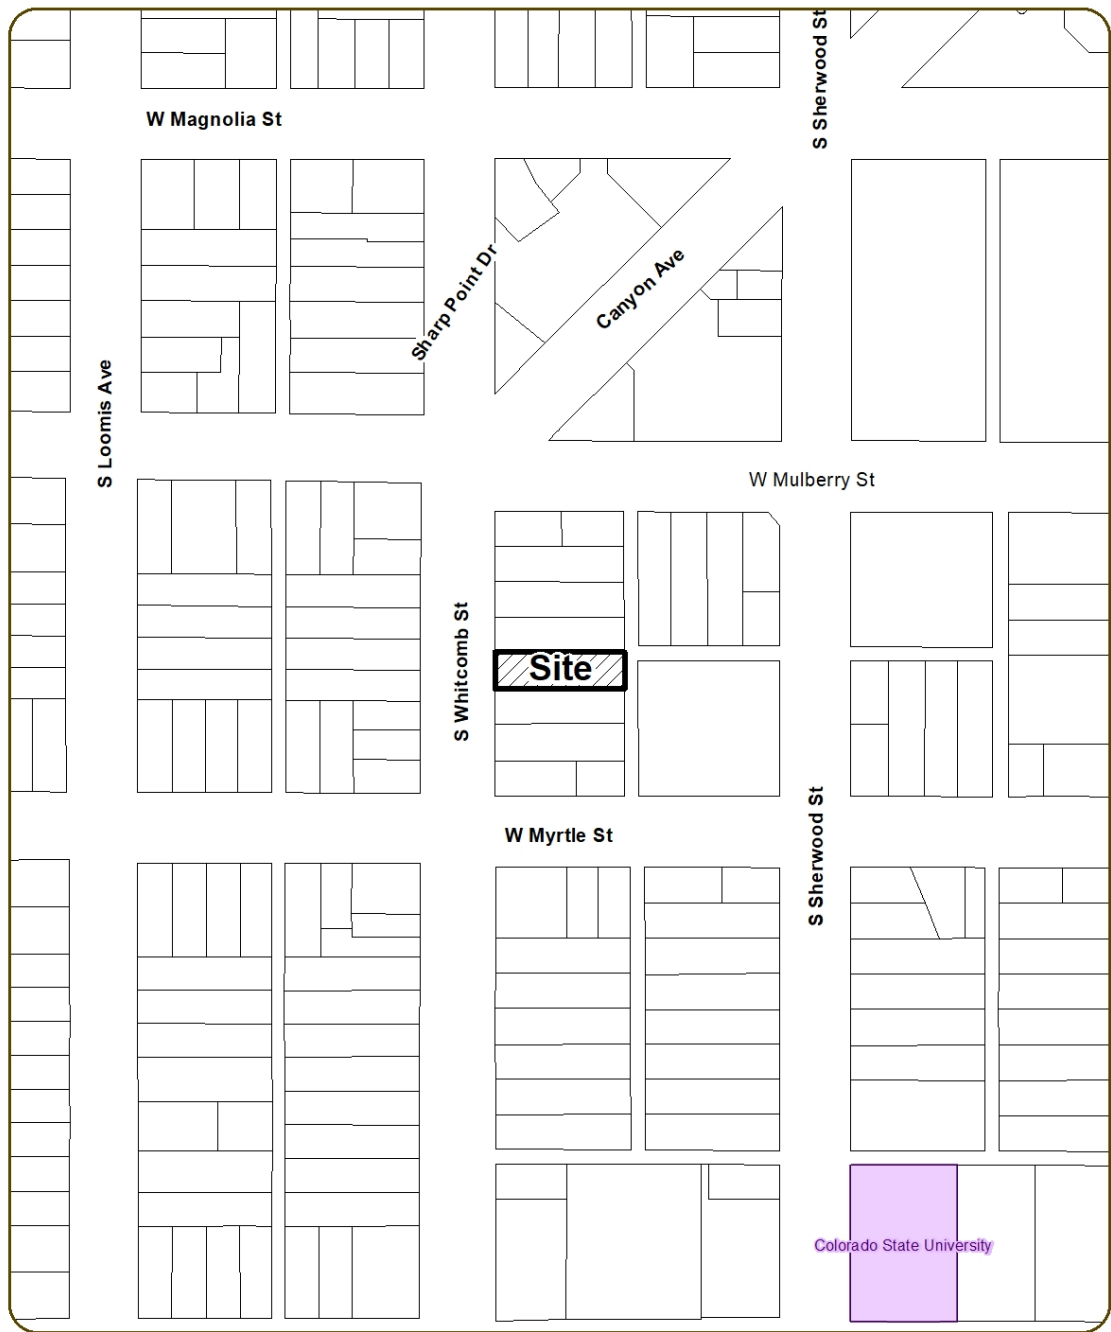 S Sherwood St
W Magnolia St
Sharp Point Dr
Canyon Ave
S Loomis Ave
W Mulberry St
S Whitcomb St
Site
W Myrtle St
S Sherwood St
Colorado State University